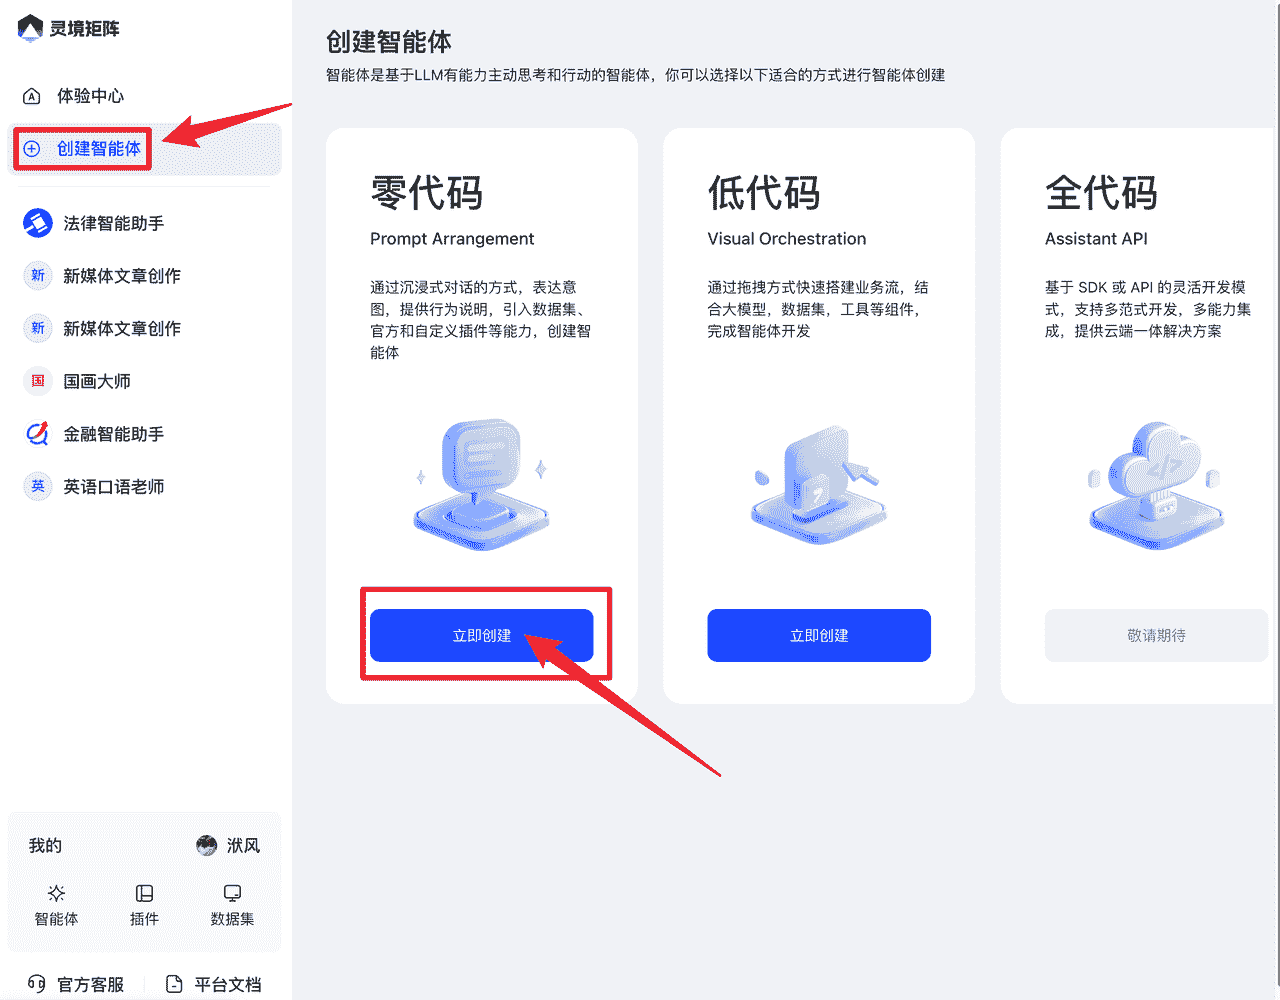 灵境矩阵
体验中心
创建智能体
法律智能助手
新 新媒体文章创作
新 新媒体文章创作
国 国画大师
金融智能助手
英 英语口语老师
我的
洑风
智能体
插件
数据集
官方客服
平台文档
创建智能体
智能体是基于LLM有能力主动思考和行动的智能体，你可以选择以下适合的方式进行智能体创建
零代码
Prompt Arrangement
通过沉浸式对话的方式，表达意
图，提供行为说明，引入数据集、
官方和自定义插件等能力，创建智
能体
立即创建
低代码
Visual Orchestration
通过拖拽方式快速搭建业务流，结
合大模型，数据集，工具等组件，
完成智能体开发
立即创建
全代码
Assistant API
基于 SDK 或 API 的灵活开发模
式，支持多范式开发，多能力集
成，提供云端一体解决方案
敬请期待